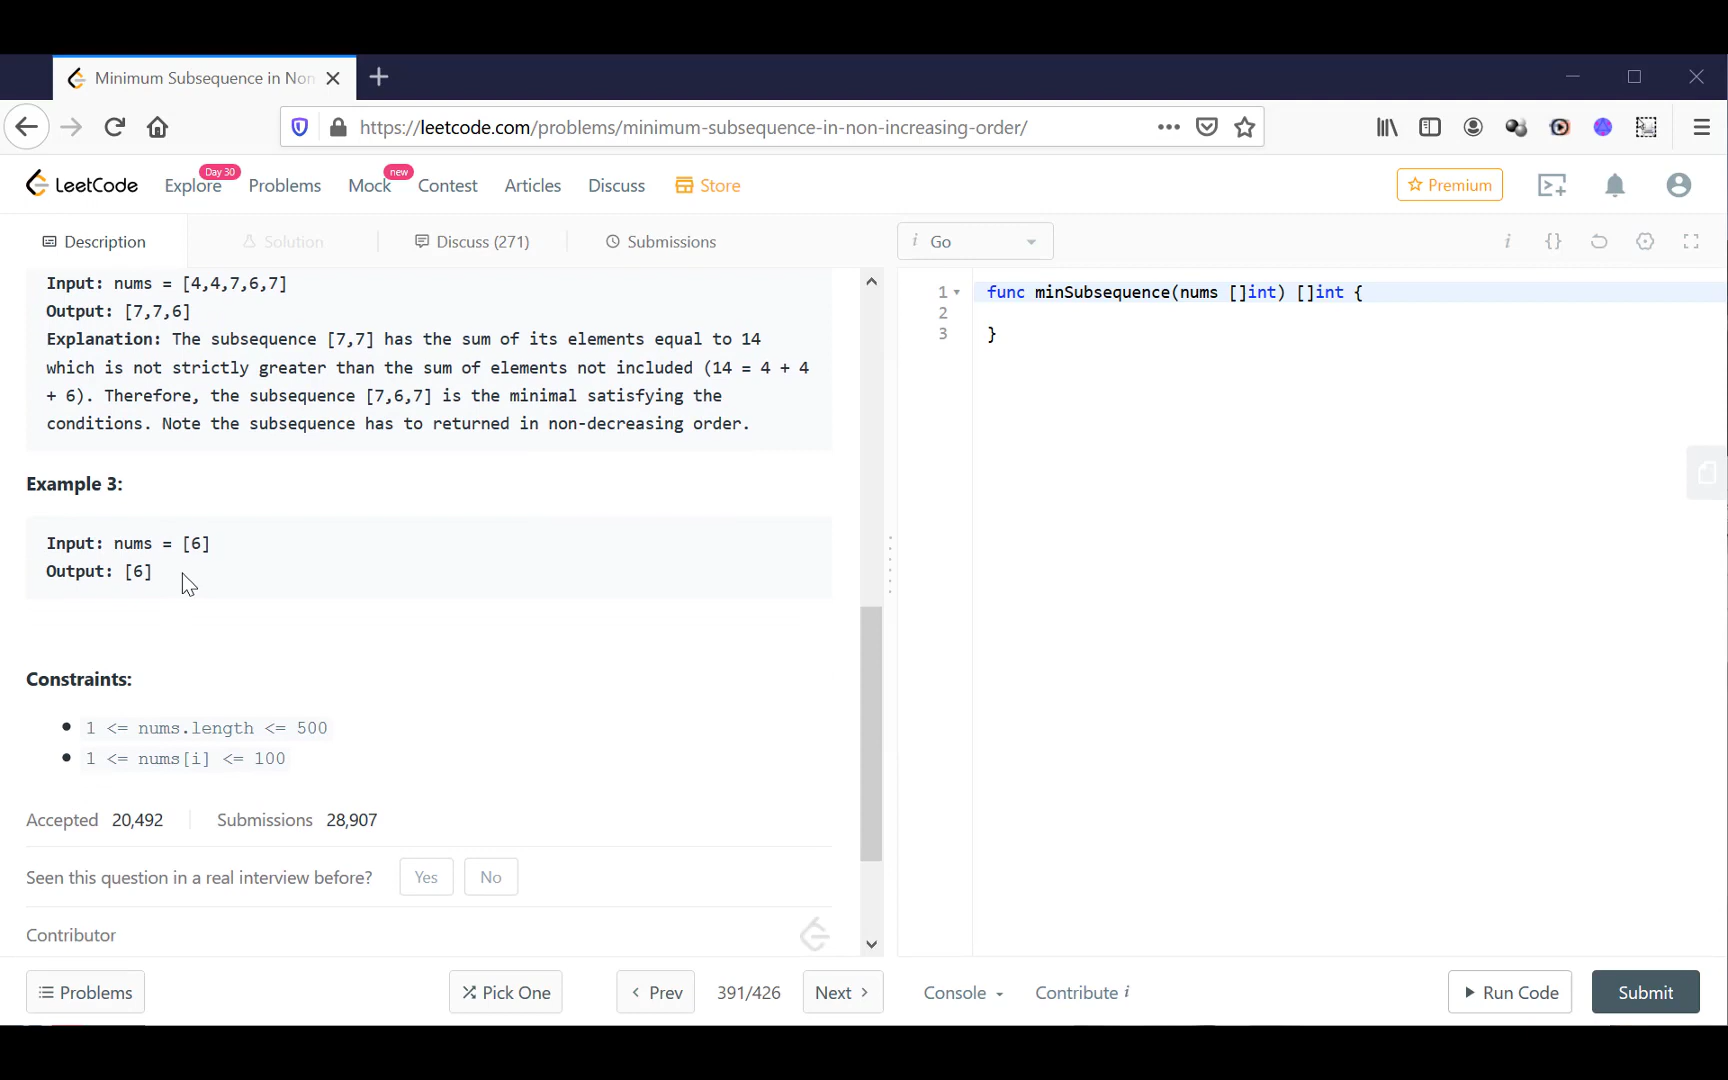 Minimum Subsequence in Non
https://leetcode.com/problems/minimum-subsequence-in-non-increasing-order/
LeetCode Explore Day 30 Problems Mock new Contest Articles Discuss Store Premium
Description Solution Discuss (271) Submissions
i Go
Input: nums = [4,4,7,6,7]
Output: [7,7,6]
Explanation: The subsequence [7,7] has the sum of its elements equal to 14
which is not strictly greater than the sum of elements not included (14 = 4 + 4
+ 6). Therefore, the subsequence [7,6,7] is the minimal satisfying the
conditions. Note the subsequence has to returned in non-decreasing order.
Example 3:
Input: nums = [6]
Output: [6]
Constraints:
1 <= nums.length <= 500
1 <= nums[i] <= 100
Accepted 20,492 Submissions 28,907
Seen this question in a real interview before? Yes No
Contributor
1 func minSubsequence(nums []int) []int {
2
3 }
Problems Pick One Prev 391/426 Next Console Contribute i Run Code Submit